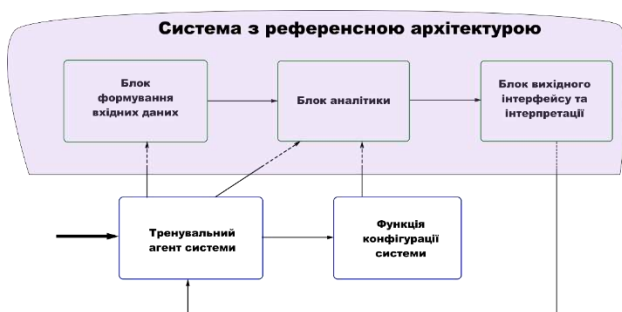 Система з референсною архітектурою
Блок
формування
вхідних даних
Блок аналітики
Блок вихідного
інтерфейсу та
інтерпретації
Тренувальний
агент системи
Функція
конфігурації
системи